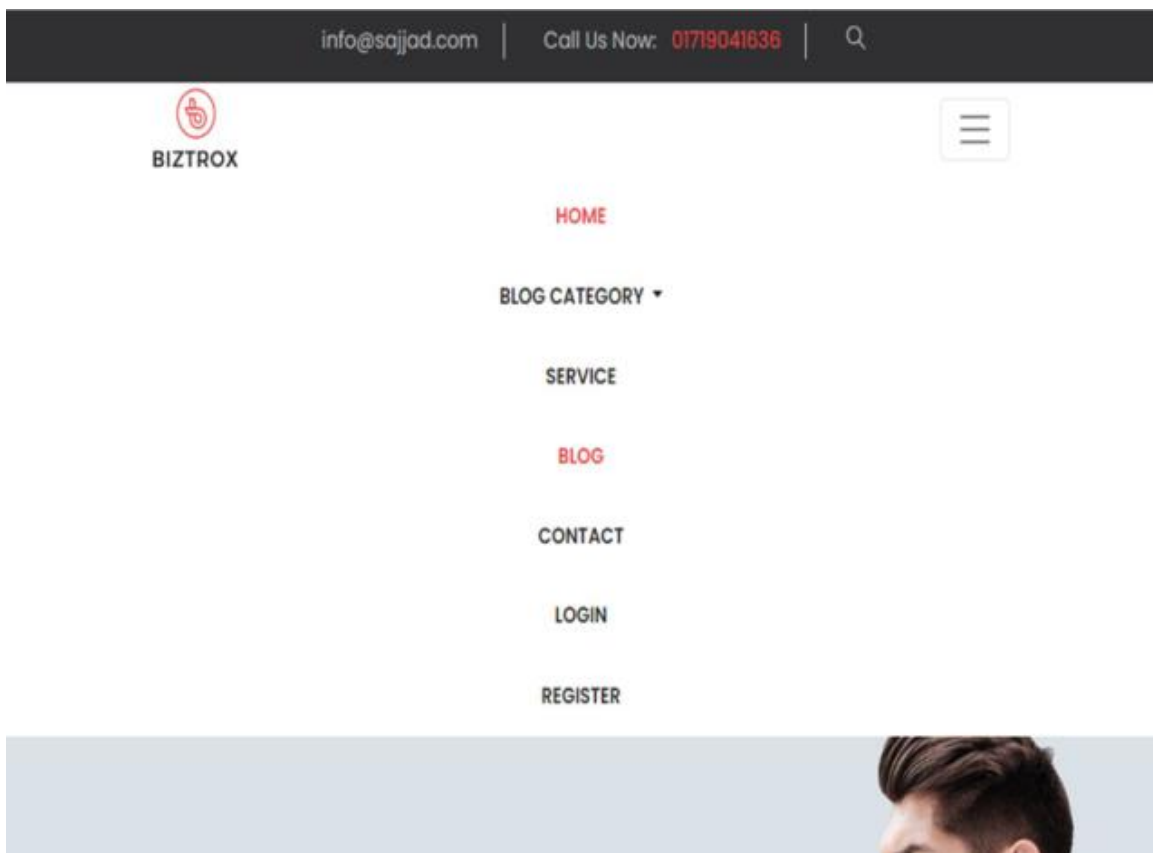 info@sajjad.com | Call Us Now: 01719041636 |
BIZTROX
HOME
BLOG CATEGORY
SERVICE
BLOG
CONTACT
LOGIN
REGISTER